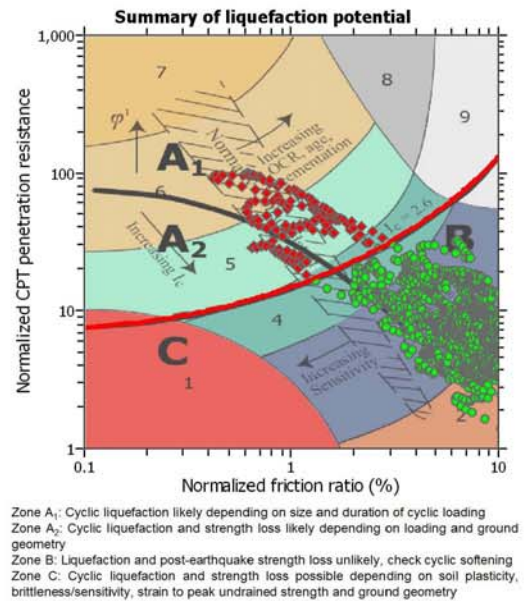 Summary of liquefaction potential
1,000
7
8
9
φ'
Increasing
OCR, age,
cementation
A1
100
6
A2
Increasing Ic
5
Ic = 2.6
B
10
4
C
1
Increasing
Sensitivity
2
1
0.1
1
10
Normalized CPT penetration resistance
Normalized friction ratio (%)
Zone A1: Cyclic liquefaction likely depending on size and duration of cyclic loading
Zone A2: Cyclic liquefaction and strength loss likely depending on loading and ground
geometry
Zone B: Liquefaction and post-earthquake strength loss unlikely, check cyclic softening
Zone C: Cyclic liquefaction and strength loss possible depending on soil plasticity,
brittleness/sensitivity, strain to peak undrained strength and ground geometry